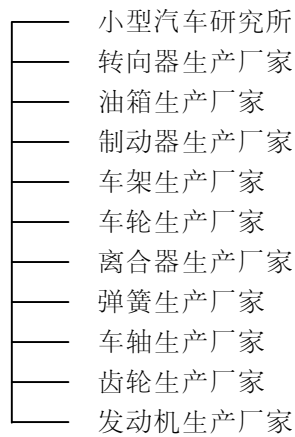 小型汽车研究所
转向器生产厂家
油箱生产厂家
制动器生产厂家
车架生产厂家
车轮生产厂家
离合器生产厂家
弹簧生产厂家
车轴生产厂家
齿轮生产厂家
发动机生产厂家